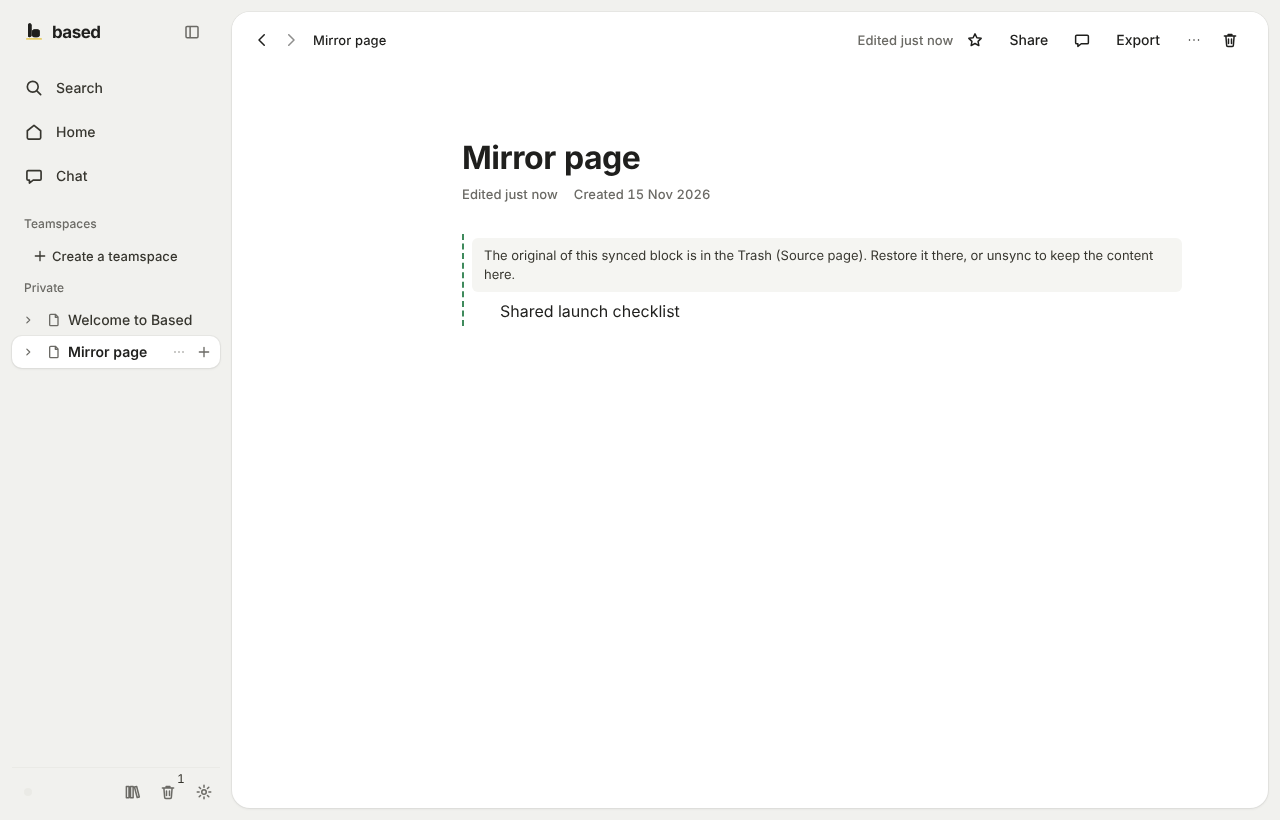 based
Search
Home
Chat
Teamspaces
Create a teamspace
Private
Welcome to Based
Mirror page
1
Mirror page
Edited just now
Share
Export
Mirror page
Edited just now Created 15 Nov 2026
The original of this synced block is in the Trash (Source page). Restore it there, or unsync to keep the content
here.
Shared launch checklist